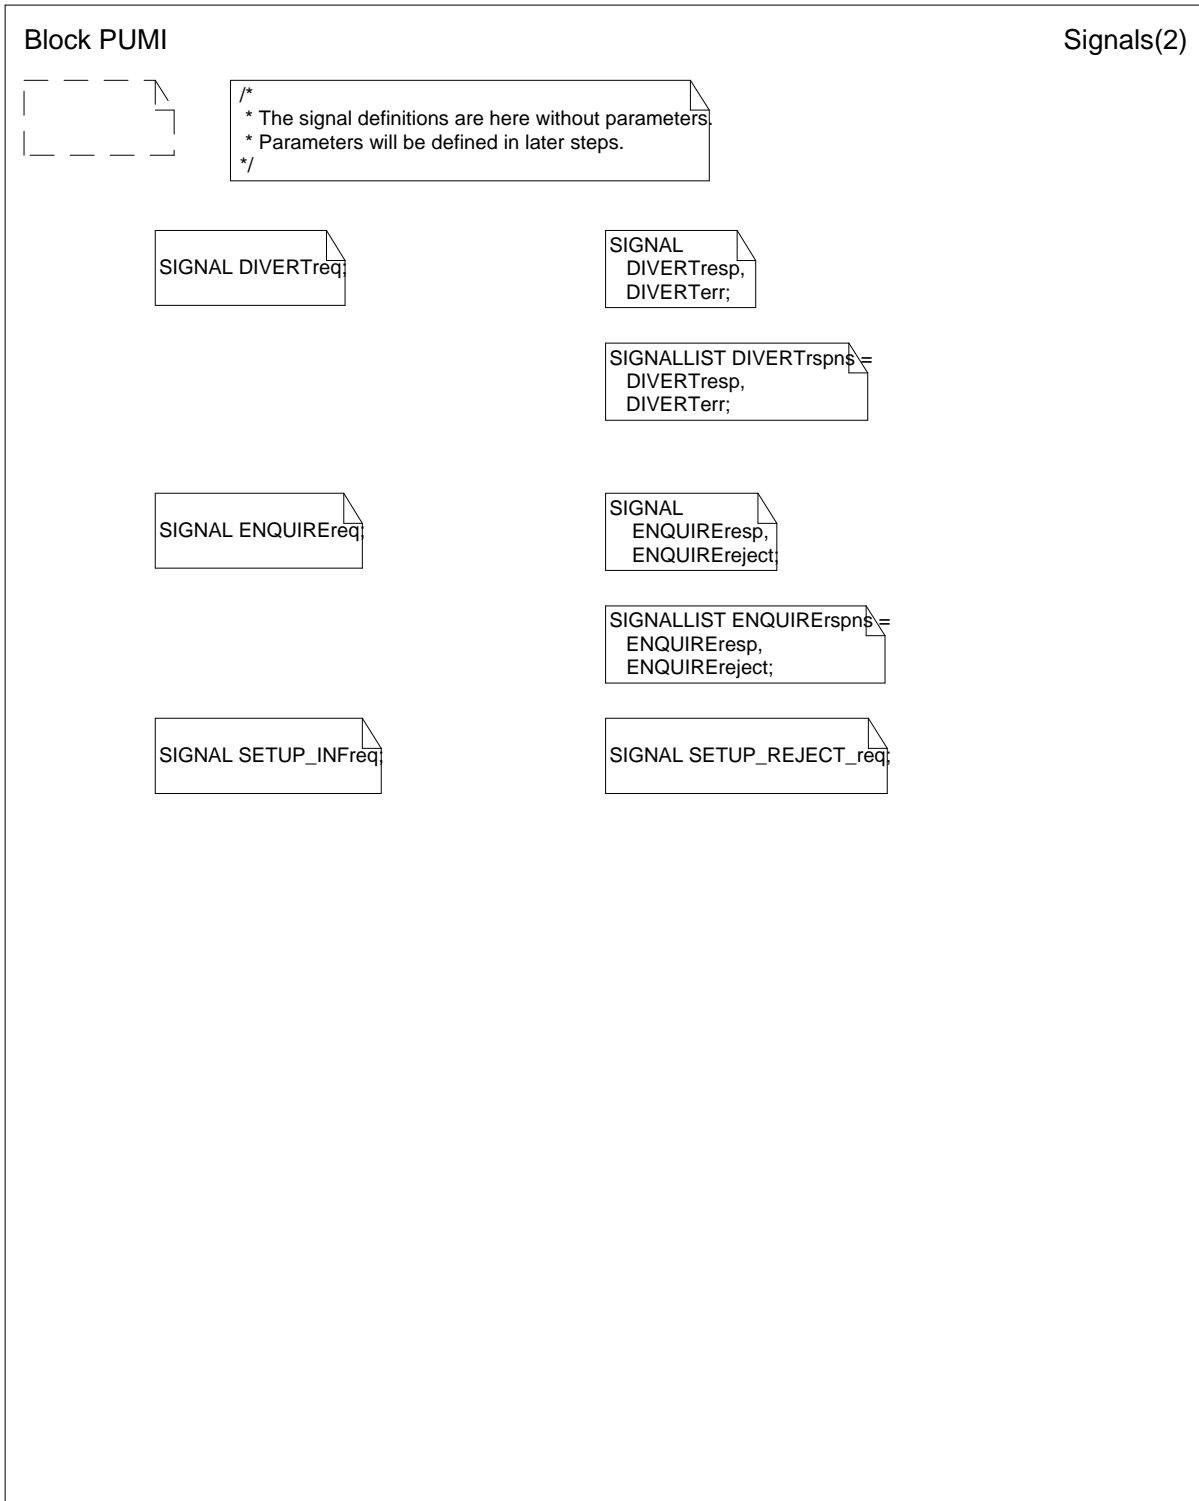 Block PUMI
Signals(2)
/*
* The signal definitions are here without parameters.
* Parameters will be defined in later steps.
*/
SIGNAL DIVERTreq;
SIGNAL
DIVERTresp,
DIVERTerr;
SIGNALLIST DIVERTrspns =
DIVERTresp,
DIVERTerr;
SIGNAL ENQUIREreq;
SIGNAL
ENQUIREresp,
ENQUIREreject;
SIGNALLIST ENQUIRErspns =
ENQUIREresp,
ENQUIREreject;
SIGNAL SETUP_INFreq;
SIGNAL SETUP_REJECT_req;